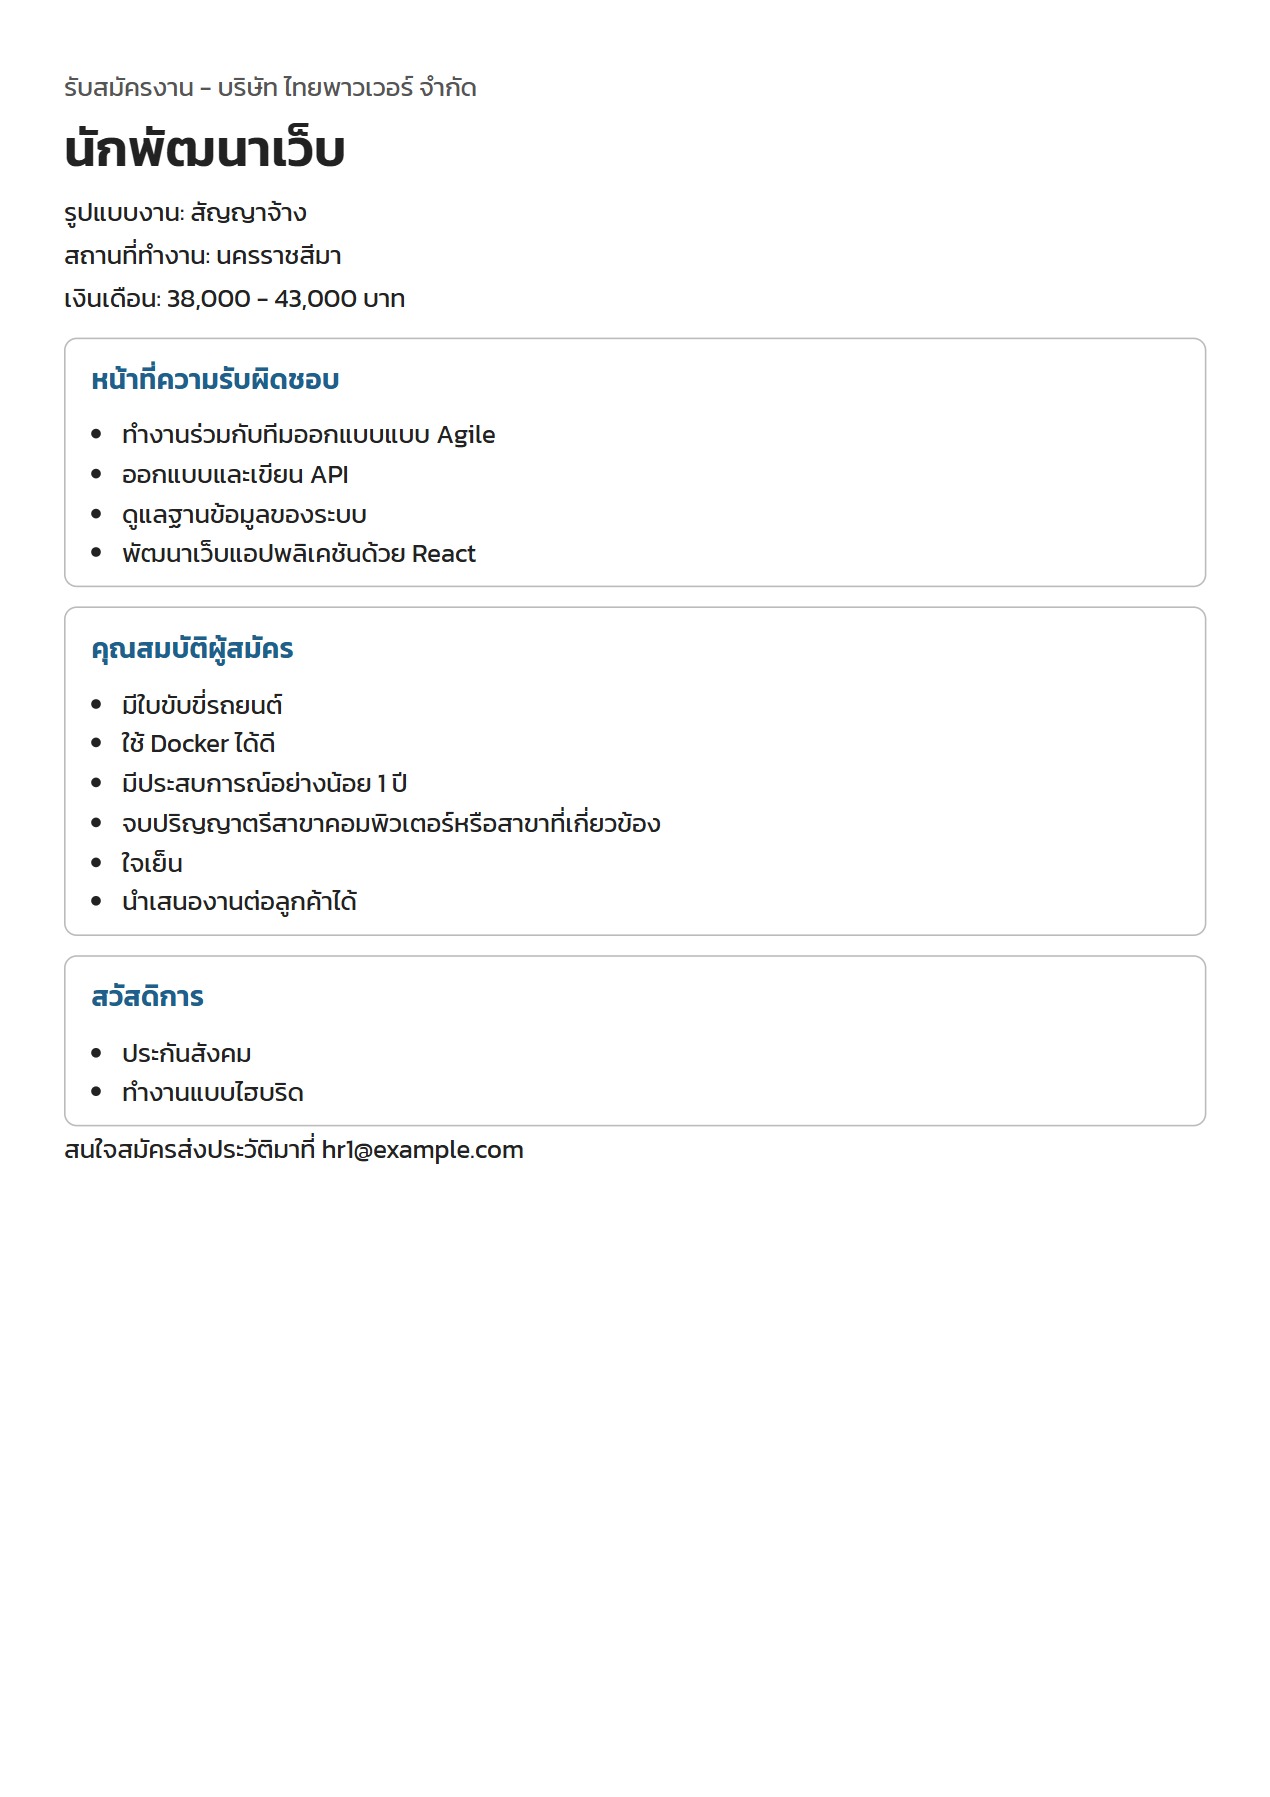 รับสมัครงาน - บริษัท ไทยพาวเวอร์ จำกัด
นักพัฒนาเว็บ
รูปแบบงาน: สัญญาจ้าง
สถานที่ทำงาน: นครราชสีมา
เงินเดือน: 38,000 - 43,000 บาท
หน้าที่ความรับผิดชอบ
• ทำงานร่วมกับทีมออกแบบแบบ Agile
• ออกแบบและเขียน API
• ดูแลฐานข้อมูลของระบบ
• พัฒนาเว็บแอปพลิเคชันด้วย React
คุณสมบัติผู้สมัคร
• มีใบขับขี่รถยนต์
• ใช้ Docker ได้ดี
• มีประสบการณ์อย่างน้อย 1 ปี
• จบปริญญาตรีสาขาคอมพิวเตอร์หรือสาขาที่เกี่ยวข้อง
• ใจเย็น
• นำเสนองานต่อลูกค้าได้
สวัสดิการ
• ประกันสังคม
• ทำงานแบบไฮบริด
สนใจสมัครส่งประวัติมาที่ hr1@example.com